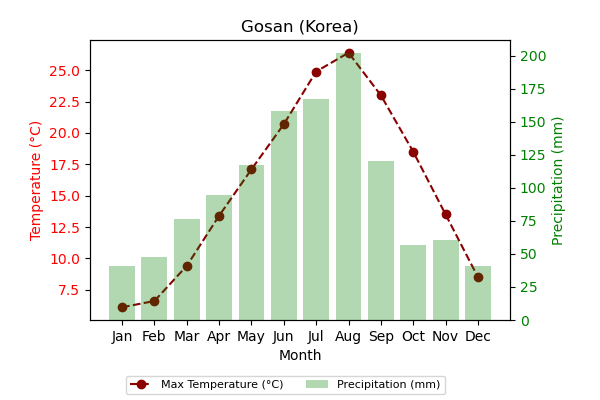 Gosan (Korea)
Temperature (°C)
25.0
22.5
20.0
17.5
15.0
12.5
10.0
7.5
200
175
150
125
100
75
50
25
0
Precipitation (mm)
Jan Feb Mar Apr May Jun Jul Aug Sep Oct Nov Dec
Month
Max Temperature (°C) Precipitation (mm)